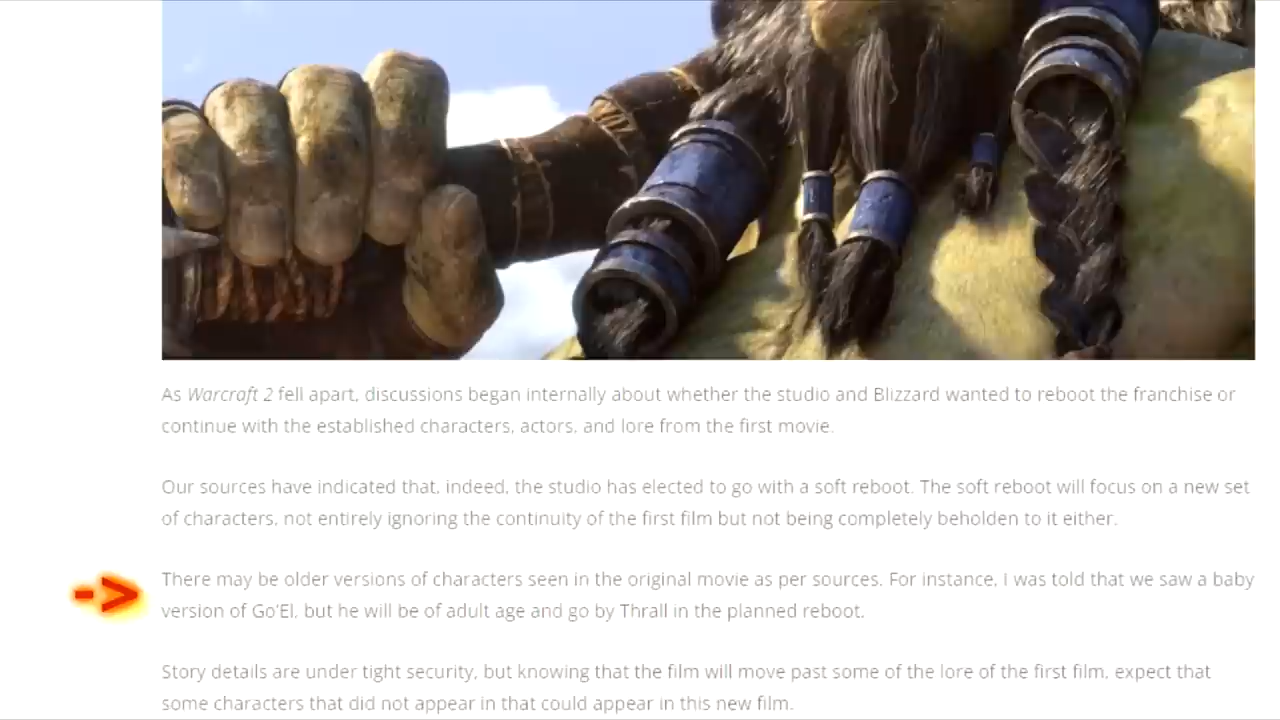 As Warcraft 2 fell apart, discussions began internally about whether the studio and Blizzard wanted to reboot the franchise or
continue with the established characters, actors, and lore from the first movie.
Our sources have indicated that, indeed, the studio has elected to go with a soft reboot. The soft reboot will focus on a new set
of characters, not entirely ignoring the continuity of the first film but not being completely beholden to it either.
->
There may be older versions of characters seen in the original movie as per sources. For instance, I was told that we saw a baby
version of Go'El, but he will be of adult age and go by Thrall in the planned reboot.
Story details are under tight security, but knowing that the film will move past some of the lore of the first film, expect that
some characters that did not appear in that could appear in this new film.